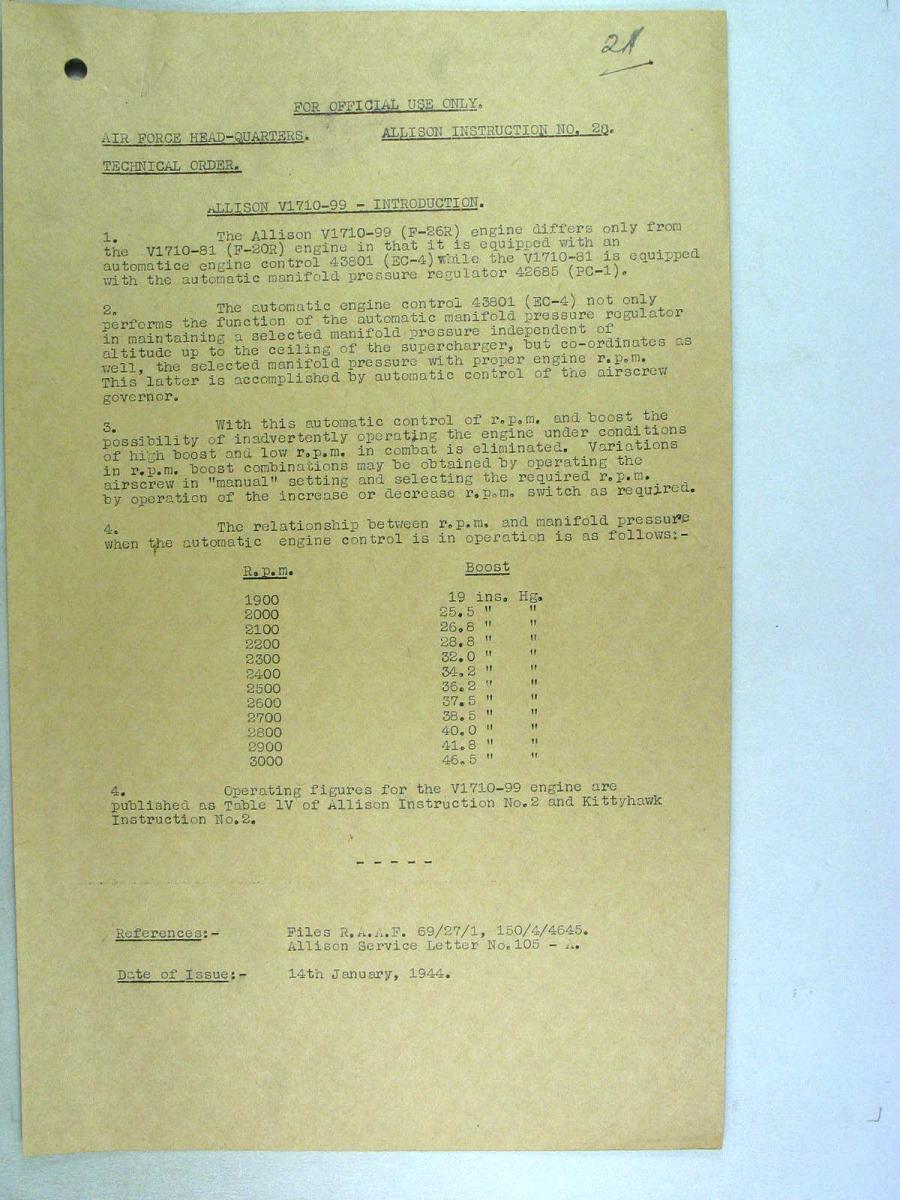 21
FOR OFFICIAL USE ONLY.
AIR FORCE HEAD-QUARTERS. ALLISON INSTRUCTION NO. 28.
TECHNICAL ORDER.
ALLISON V1710-99 - INTRODUCTION.
1. The Allison V1710-99 (F-26R) engine differs only from
the V1710-81 (F-20R) engine in that it is equipped with an
automatice engine control 43801 (EC-4) while the V1710-81 is equipped
with the automatic manifold pressure regulator 42685 (PC-1).
2. The automatic engine control 43801 (EC-4) not only
performs the function of the automatic manifold pressure regulator
in maintaining a selected manifold pressure independent of
altitude up to the ceiling of the supercharger, but co-ordinates as
well, the selected manifold pressure with proper engine r.p.m.
This latter is accomplished by automatic control of the airscrew
governor.
3. With this automatic control of r.p.m. and boost the
possibility of inadvertently operating the engine under conditions
of high boost and low r.p.m. in combat is eliminated. Variations
in r.p.m. boost combinations may be obtained by operating the
airscrew in "manual" setting and selecting the required r.p.m.
by operation of the increase or decrease r.p.m. switch as required.
4. The relationship between r.p.m. and manifold pressure
when the automatic engine control is in operation is as follows:-
R.p.m. Boost
1900 19 ins. Hg.
2000 25.5 " "
2100 26.8 " "
2200 28.8 " "
2300 32.0 " "
2400 34.2 " "
2500 36.2 " "
2600 37.5 " "
2700 38.5 " "
2800 40.0 " "
2900 41.8 " "
3000 46.5 " "
4. Operating figures for the V1710-99 engine are
published as Table 1V of Allison Instruction No.2 and Kittyhawk
Instruction No.2.
- - - - -
References:- Files R.A.A.F. 69/27/1, 150/4/4645.
Allison Service Letter No.105 - A.
Date of Issue:- 14th January, 1944.